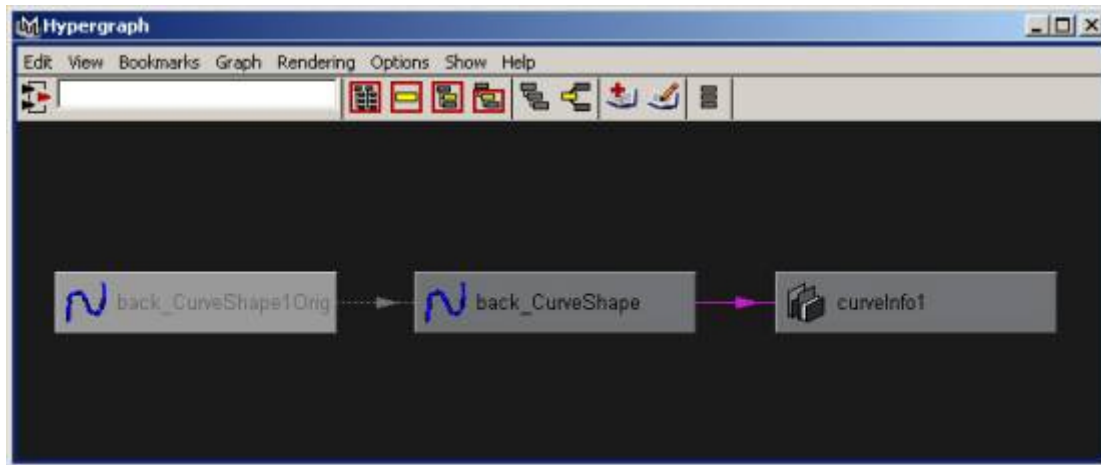 Hypergraph
Edit View Bookmarks Graph Rendering Options Show Help
back_CurveShape1Orig back_CurveShape curveInfo1